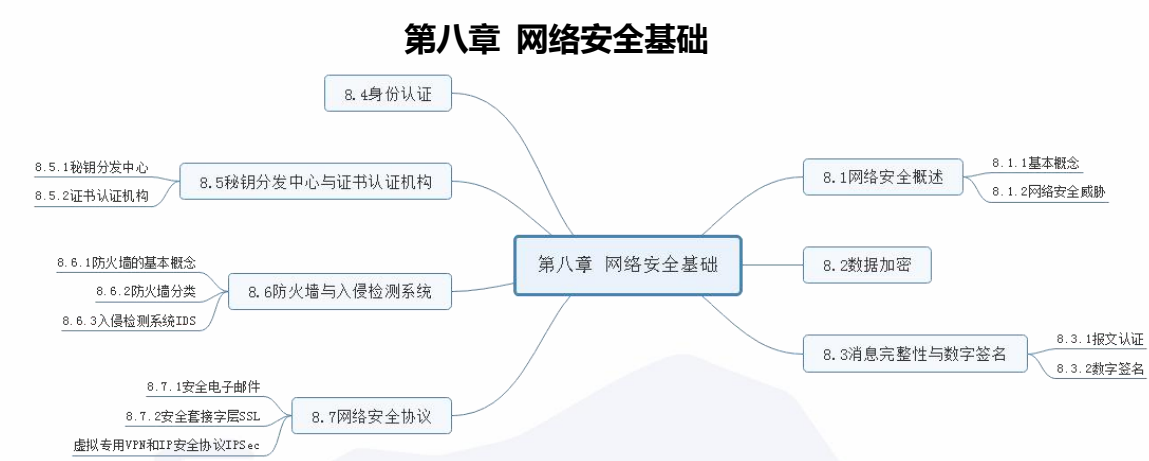 第八章 网络安全基础
8.4身份认证
8.5.1秘钥分发中心
8.5.2证书认证机构
8.5秘钥分发中心与证书认证机构
8.6.1防火墙的基本概念
8.6.2防火墙分类
8.6.3入侵检测系统IDS
8.6防火墙与入侵检测系统
8.7.1安全电子邮件
8.7.2安全套接字层SSL
虚拟专用VPN和IP安全协议IPSec
8.7网络安全协议
第八章 网络安全基础
8.1网络安全概述
8.1.1基本概念
8.1.2网络安全威胁
8.2数据加密
8.3消息完整性与数字签名
8.3.1报文认证
8.3.2数字签名